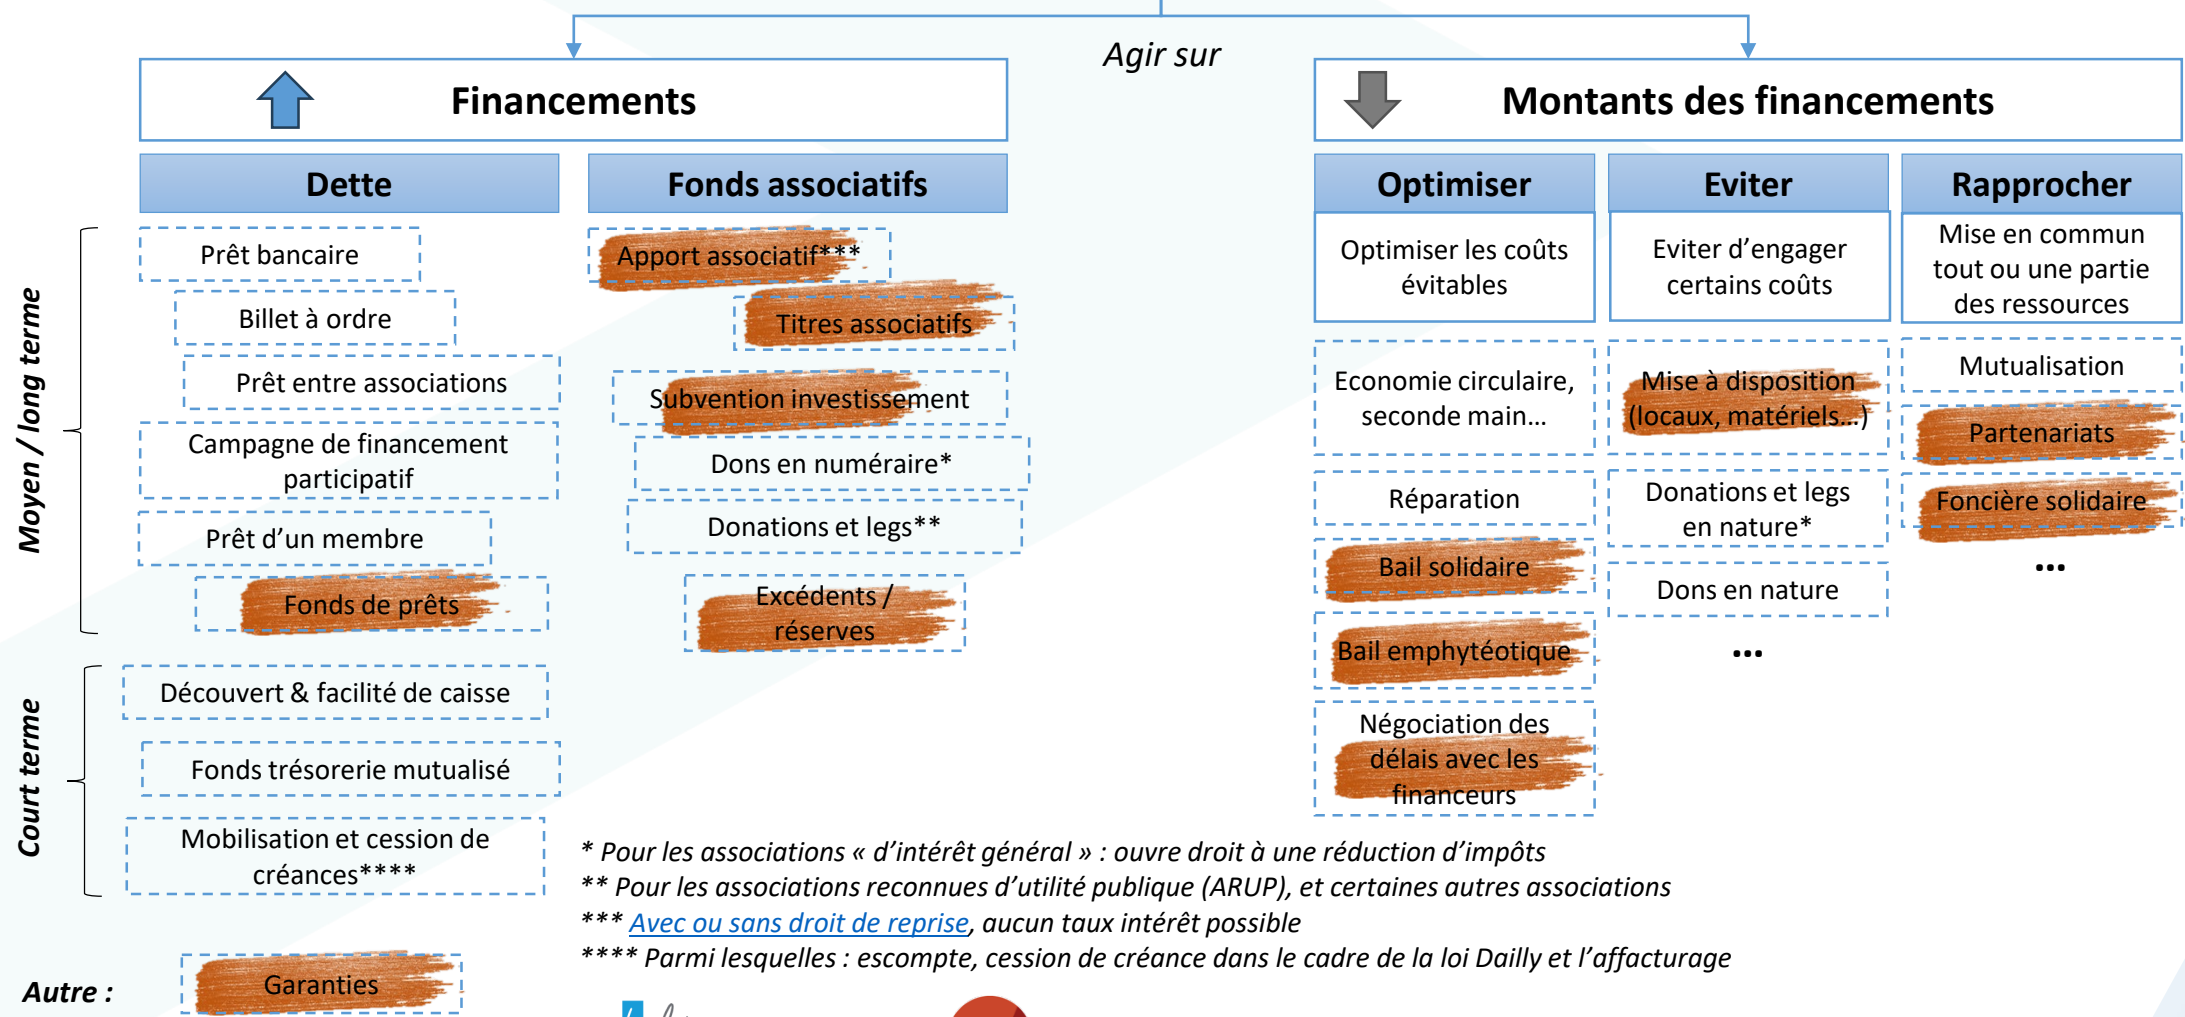 Agir sur
Financements
Montants des financements
Dette
Fonds associatifs
Optimiser
Eviter
Rapprocher
Moyen / long terme
Prêt bancaire
Billet à ordre
Prêt entre associations
Campagne de financement
participatif
Prêt d’un membre
Fonds de prêts
Court terme
Découvert & facilité de caisse
Fonds trésorerie mutualisé
Mobilisation et cession de
créances****
Autre :
Garanties
Apport associatif***
Titres associatifs
Subvention investissement
Dons en numéraire*
Donations et legs**
Excédents /
réserves
Optimiser les coûts
évitables
Economie circulaire,
seconde main…
Réparation
Bail solidaire
Bail emphytéotique
Négociation des
délais avec les
financeurs
Eviter d’engager
certains coûts
Mise à disposition
(locaux, matériels…)
Donations et legs
en nature*
Dons en nature
…
Mise en commun
tout ou une partie
des ressources
Mutualisation
Partenariats
Foncière solidaire
…
* Pour les associations « d’intérêt général » : ouvre droit à une réduction d’impôts
** Pour les associations reconnues d’utilité publique (ARUP), et certaines autres associations
*** Avec ou sans droit de reprise, aucun taux intérêt possible
**** Parmi lesquelles : escompte, cession de créance dans le cadre de la loi Dailly et l’affacturage